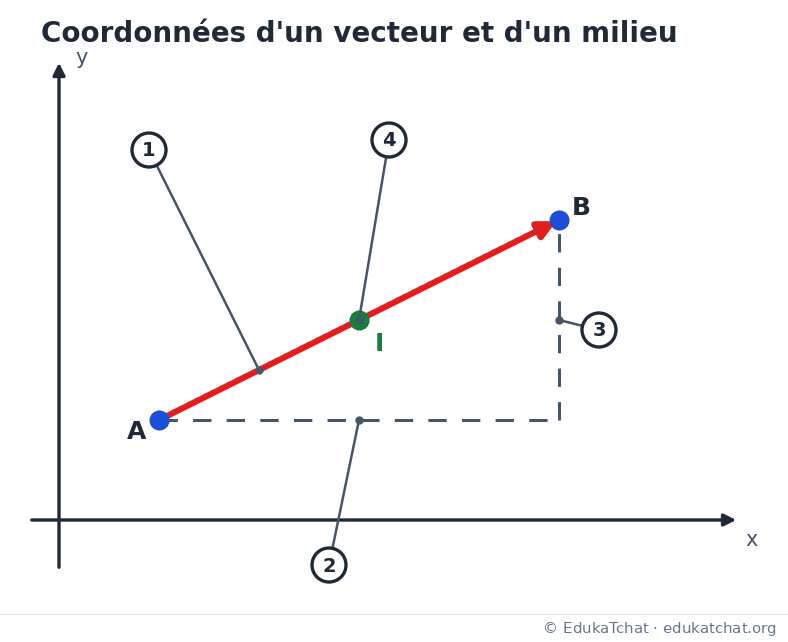 Coordonnées d'un vecteur et d'un milieu
y
1
4
B
3
I
A
x
2
© EdukaTchat · edukatchat.org